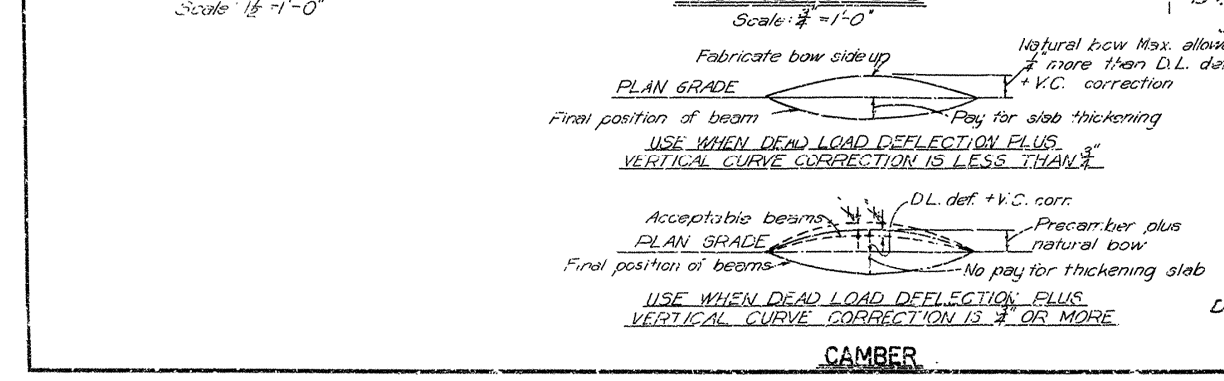 Scale: 1½"=1'-0"
Scale: ¾"=1'-0"
Fabricate bow side up
Natural bow Max. allow
¼" more than D.L. de
+ V.C. correction
PLAN GRADE
Final position of beam
Pay for slab thickening
USE WHEN DEAD LOAD DEFLECTION PLUS
VERTICAL CURVE CORRECTION IS LESS THAN ¾"
D.L. def. + V.C. corr.
Acceptable beams
Precamber plus
natural bow
PLAN GRADE
Final position of beams
No pay for thickening slab
USE WHEN DEAD LOAD DEFLECTION PLUS
VERTICAL CURVE CORRECTION IS ¾" OR MORE
CAMBER